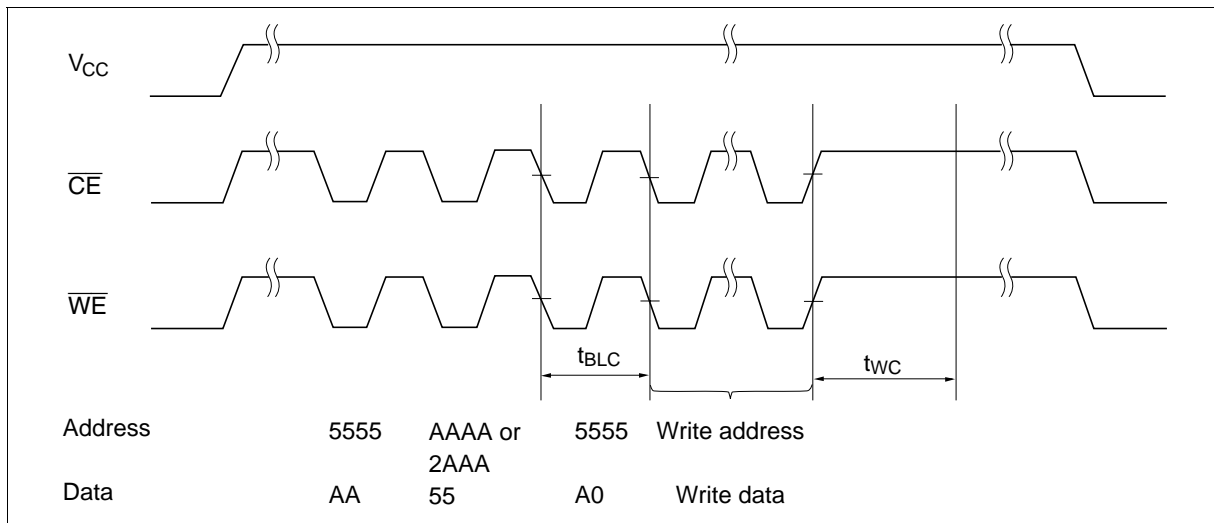 VCC
CE
WE
tBLC
tWC
Address 5555 AAAA or 5555 Write address
2AAA
Data AA 55 A0 Write data